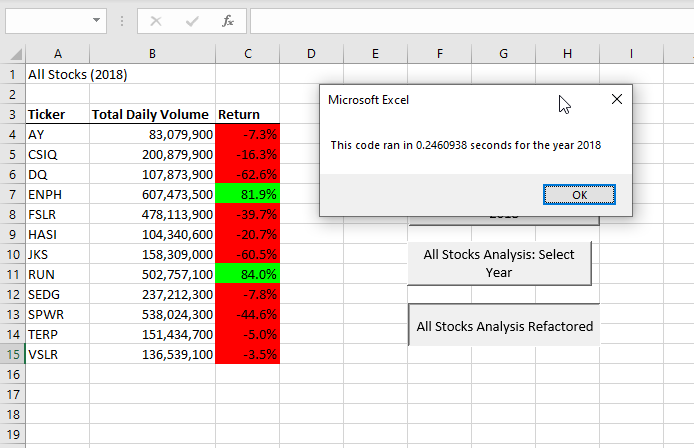 fx
A B C D E F G H I
1 All Stocks (2018)
2
3 Ticker Total Daily Volume Return
4 AY 83,079,900 -7.3%
5 CSIQ 200,879,900 -16.3%
6 DQ 107,873,900 -62.6%
7 ENPH 607,473,500 81.9%
8 FSLR 478,113,900 -39.7%
9 HASI 104,340,600 -20.7%
10 JKS 158,309,000 -60.5%
11 RUN 502,757,100 84.0%
12 SEDG 237,212,300 -7.8%
13 SPWR 538,024,300 -44.6%
14 TERP 151,434,700 -5.0%
15 VSLR 136,539,100 -3.5%
16
17
18
19
Microsoft Excel
This code ran in 0.2460938 seconds for the year 2018
OK
All Stocks Analysis: Select
Year
All Stocks Analysis Refactored